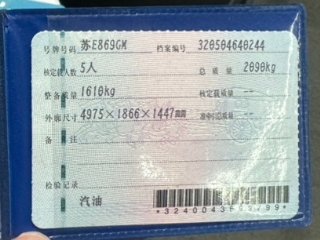 号牌号码 苏E869GM 档案编号 320504640244
核定载人数 5人 总质量 2090kg
整备质量 1610kg 核定载质量 --
外廓尺寸 4975×1866×1447mm 准牵引总质量 --
备注
检验记录
汽油